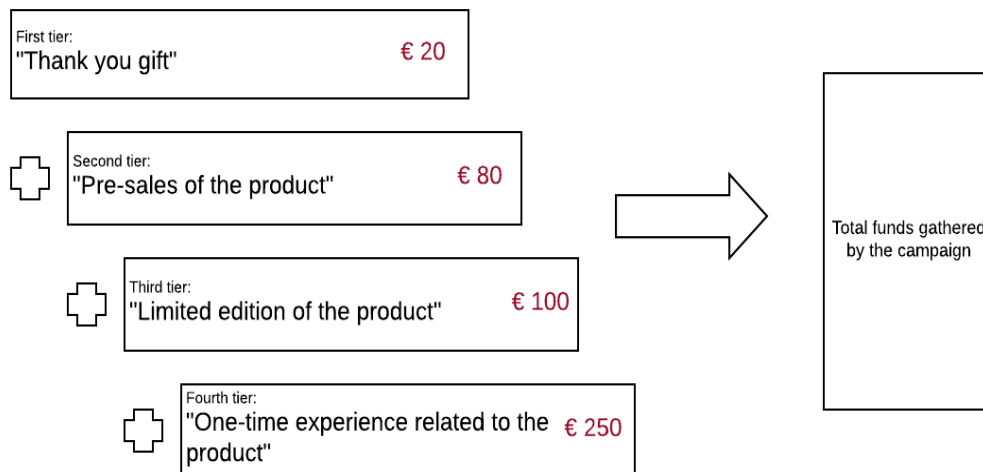 First tier:
"Thank you gift"
€ 20
Second tier:
"Pre-sales of the product"
€ 80
Third tier:
"Limited edition of the product"
€ 100
Fourth tier:
"One-time experience related to the
product"
€ 250
Total funds gathered
by the campaign